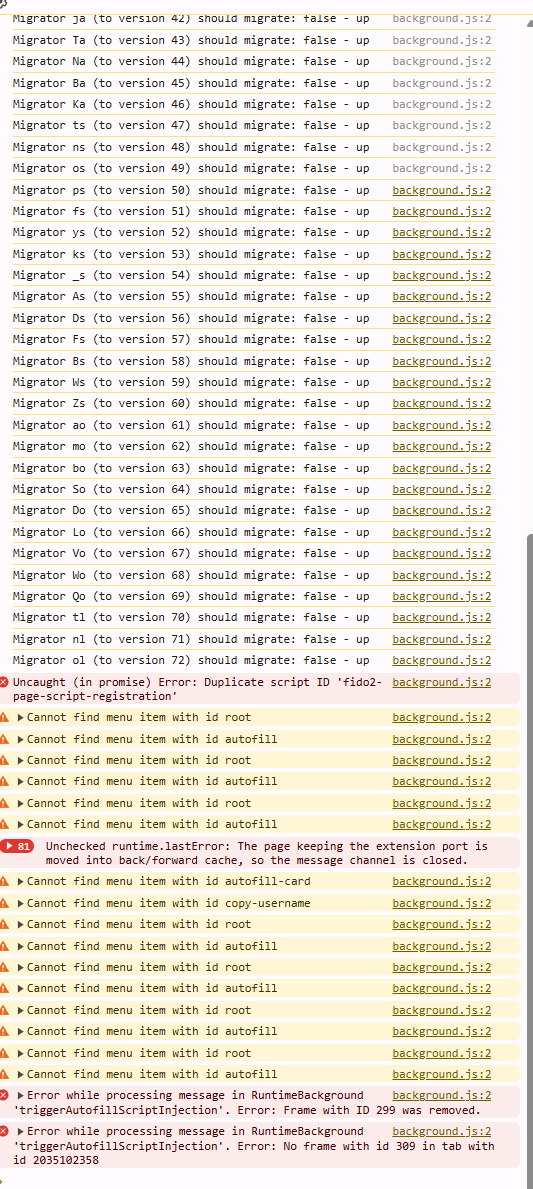 Migrator ja (to version 42) should migrate: false - up background.js:2
Migrator Ta (to version 43) should migrate: false - up background.js:2
Migrator Na (to version 44) should migrate: false - up background.js:2
Migrator Ba (to version 45) should migrate: false - up background.js:2
Migrator Ka (to version 46) should migrate: false - up background.js:2
Migrator ts (to version 47) should migrate: false - up background.js:2
Migrator ns (to version 48) should migrate: false - up background.js:2
Migrator os (to version 49) should migrate: false - up background.js:2
Migrator ps (to version 50) should migrate: false - up background.js:2
Migrator fs (to version 51) should migrate: false - up background.js:2
Migrator ys (to version 52) should migrate: false - up background.js:2
Migrator ks (to version 53) should migrate: false - up background.js:2
Migrator _s (to version 54) should migrate: false - up background.js:2
Migrator As (to version 55) should migrate: false - up background.js:2
Migrator Ds (to version 56) should migrate: false - up background.js:2
Migrator Fs (to version 57) should migrate: false - up background.js:2
Migrator Bs (to version 58) should migrate: false - up background.js:2
Migrator Ws (to version 59) should migrate: false - up background.js:2
Migrator Zs (to version 60) should migrate: false - up background.js:2
Migrator ao (to version 61) should migrate: false - up background.js:2
Migrator mo (to version 62) should migrate: false - up background.js:2
Migrator bo (to version 63) should migrate: false - up background.js:2
Migrator So (to version 64) should migrate: false - up background.js:2
Migrator Do (to version 65) should migrate: false - up background.js:2
Migrator Lo (to version 66) should migrate: false - up background.js:2
Migrator Vo (to version 67) should migrate: false - up background.js:2
Migrator Wo (to version 68) should migrate: false - up background.js:2
Migrator Qo (to version 69) should migrate: false - up background.js:2
Migrator tl (to version 70) should migrate: false - up background.js:2
Migrator nl (to version 71) should migrate: false - up background.js:2
Migrator ol (to version 72) should migrate: false - up background.js:2
Uncaught (in promise) Error: Duplicate script ID 'fido2- background.js:2
page-script-registration'
Cannot find menu item with id root background.js:2
Cannot find menu item with id autofill background.js:2
Cannot find menu item with id root background.js:2
Cannot find menu item with id autofill background.js:2
Cannot find menu item with id root background.js:2
Cannot find menu item with id autofill background.js:2
81 Unchecked runtime.lastError: The page keeping the extension port is
moved into back/forward cache, so the message channel is closed.
Cannot find menu item with id autofill-card background.js:2
Cannot find menu item with id copy-username background.js:2
Cannot find menu item with id root background.js:2
Cannot find menu item with id autofill background.js:2
Cannot find menu item with id root background.js:2
Cannot find menu item with id autofill background.js:2
Cannot find menu item with id root background.js:2
Cannot find menu item with id autofill background.js:2
Cannot find menu item with id root background.js:2
Cannot find menu item with id autofill background.js:2
Error while processing message in RuntimeBackground background.js:2
'triggerAutofillScriptInjection'. Error: Frame with ID 299 was removed.
Error while processing message in RuntimeBackground background.js:2
'triggerAutofillScriptInjection'. Error: No frame with id 309 in tab with
id 2035102358